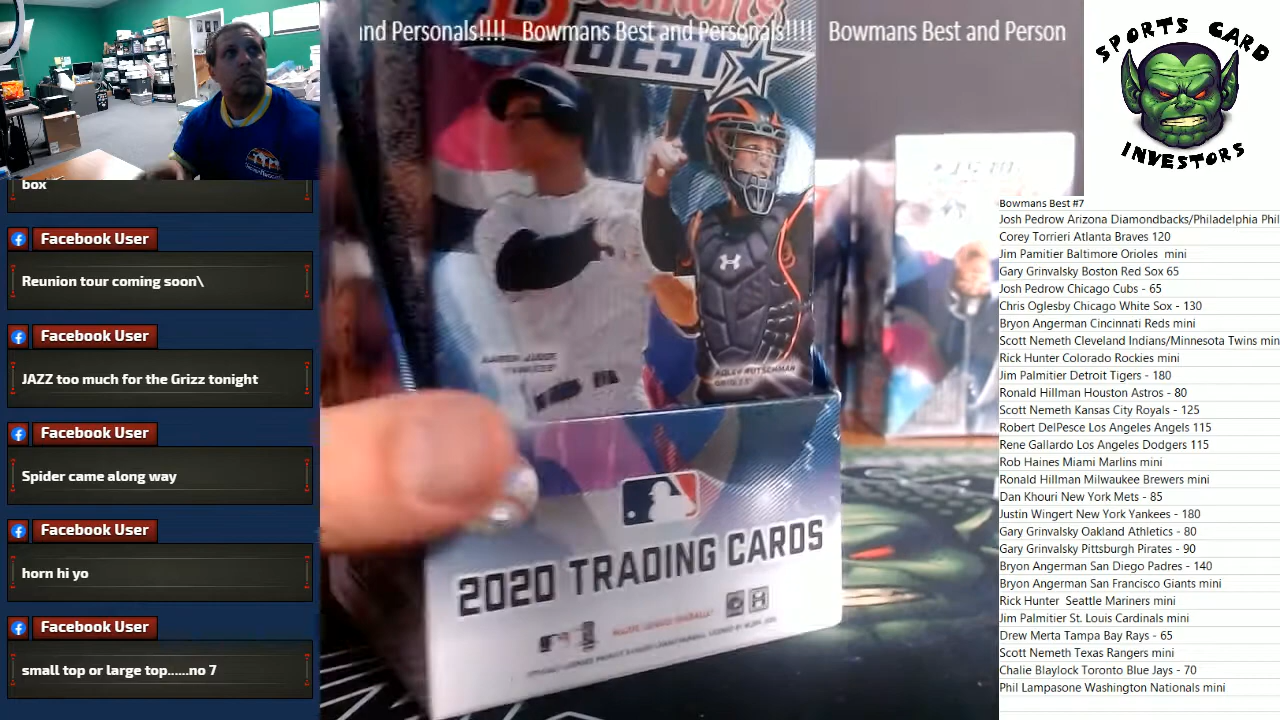 nd Personals!!!! Bowmans Best and Personals!!!! Bowmans Best and Person
box
Facebook User
Reunion tour coming soon\
Facebook User
JAZZ too much for the Grizz tonight
Facebook User
Spider came along way
Facebook User
horn hi yo
Facebook User
small top or large top......no 7
Bowman's
BEST
AARON JUDGE
YANKEES
ADLEY RUTSCHMAN
ORIOLES
2020 TRADING CARDS
SPORTS CARD
INVESTORS
Bowmans Best #7
Josh Pedrow Arizona Diamondbacks/Philadelphia Phil
Corey Torrieri Atlanta Braves 120
Jim Pamitier Baltimore Orioles mini
Gary Grinvalsky Boston Red Sox 65
Josh Pedrow Chicago Cubs - 65
Chris Oglesby Chicago White Sox - 130
Bryon Angerman Cincinnati Reds mini
Scott Nemeth Cleveland Indians/Minnesota Twins min
Rick Hunter Colorado Rockies mini
Jim Palmitier Detroit Tigers - 180
Ronald Hillman Houston Astros - 80
Scott Nemeth Kansas City Royals - 125
Robert DelPesce Los Angeles Angels 115
Rene Gallardo Los Angeles Dodgers 115
Rob Haines Miami Marlins mini
Ronald Hillman Milwaukee Brewers mini
Dan Khouri New York Mets - 85
Justin Wingert New York Yankees - 180
Gary Grinvalsky Oakland Athletics - 80
Gary Grinvalsky Pittsburgh Pirates - 90
Bryon Angerman San Diego Padres - 140
Bryon Angerman San Francisco Giants mini
Rick Hunter Seattle Mariners mini
Jim Palmitier St. Louis Cardinals mini
Drew Merta Tampa Bay Rays - 65
Scott Nemeth Texas Rangers mini
Chalie Blaylock Toronto Blue Jays - 70
Phil Lampasone Washington Nationals mini